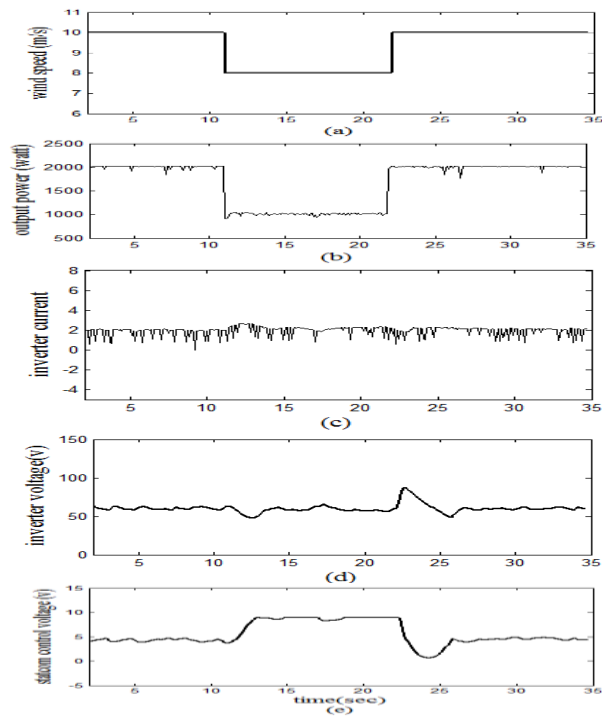 wind speed (m/s)
11
10
9
8
7
6
5 10 15 20 25 30 35
(a)
output power (watt)
2500
2000
1500
1000
500
5 10 15 20 25 30 35
(b)
inverter current
8
6
4
2
0
-2
-4
5 10 15 20 25 30 35
(c)
inverter voltage(v)
150
100
50
0
5 10 15 20 25 30 35
(d)
statcom control voltage (v)
15
10
5
0
-5
5 10 15 20 25 30 35
time(sec)
(e)